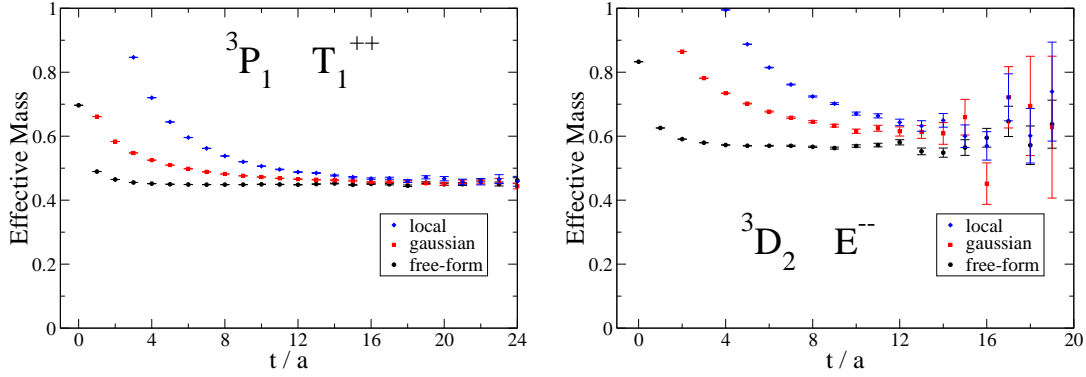 1
0.8
0.6
0.4
0.2
0
Effective Mass
³P₁ T₁⁺⁺
local
gaussian
free-form
0 4 8 12 16 20 24
t / a
1
0.8
0.6
0.4
0.2
0
Effective Mass
³D₂ E⁻⁻
local
gaussian
free-form
0 4 8 12 16 20
t / a